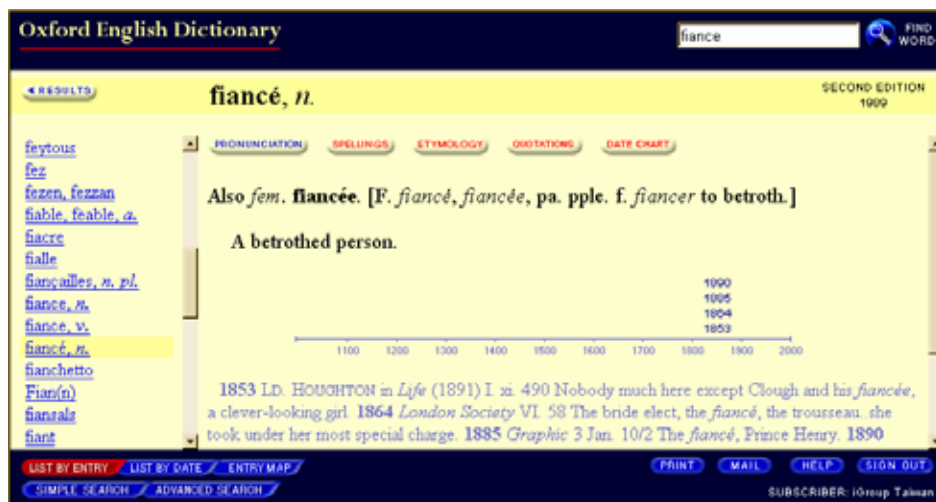 Oxford English Dictionary
fiance
FIND WORD
RESULTS
fiancé, n.
SECOND EDITION
1989
feytous
fez
fezen, fezzan
fiable, feable, a.
fiacre
fialle
fiançailles, n. pl.
fiance, n.
fiance, v.
fiancé, n.
fianchetto
Fian(n)
fiansals
fiant
PRONUNCIATION SPELLINGS ETYMOLOGY QUOTATIONS DATE CHART
Also fem. fiancée. [F. fiancé, fiancée, pa. pple. f. fiancer to betroth.]
A betrothed person.
1890
1885
1864
1853
1100 1200 1300 1400 1500 1600 1700 1800 1900 2000
1853 LD. HOUGHTON in Life (1891) I. xi. 490 Nobody much here except Clough and his fiancée,
a clever-looking girl. 1864 London Society VI. 58 The bride elect, the fiancé, the trousseau..she
took under her most special charge. 1885 Graphic 3 Jan. 10/2 The fiancé, Prince Henry. 1890
LIST BY ENTRY LIST BY DATE ENTRY MAP
PRINT MAIL HELP SIGN OUT
SIMPLE SEARCH ADVANCED SEARCH
SUBSCRIBER: iGroup Taiwan